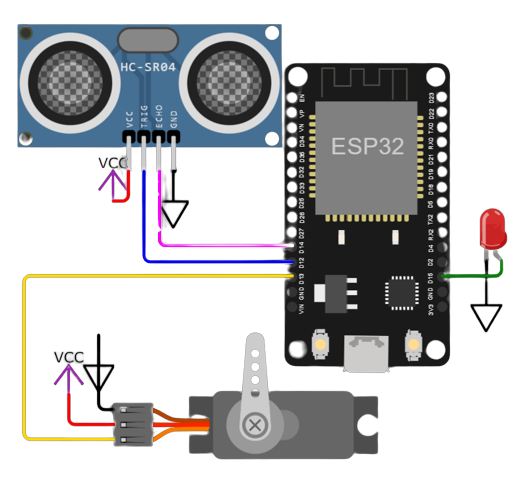 HC-SR04
VCC
TRIG
ECHO
GND
VCC
ESP32
EN
VP
VN
D34
D35
D32
D33
D25
D26
D27
D14
D12
D13
GND
VIN
D23
D22
TX0
RX0
D21
D19
D18
D5
TX2
RX2
D4
D2
D15
GND
3V3
VCC